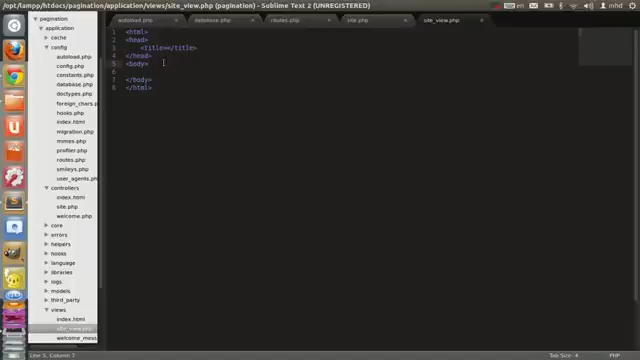 /opt/lampp/htdocs/pagination/application/views/site_view.php (pagination) - Sublime Text 2 (UNREGISTERED)
mhd
autoload.php
database.php
routes.php
site.php
site_view.php
pagination
application
cache
config
autoload.php
config.php
constants.php
database.php
doctypes.php
foreign_chars.p
index.html
migration.php
mimes.php
profiler.php
routes.php
smileys.php
user_agents.php
controllers
index.html
site.php
welcome.php
core
errors
helpers
hooks
language
libraries
logs
models
third_party
views
index.html
site_view.php
welcome_mess
1 <html>
2 <head>
3 <title></title>
4 </head>
5 <body>
6
7 </body>
8 </html>
Line 5, Column 7
Tab Size: 4
PHP